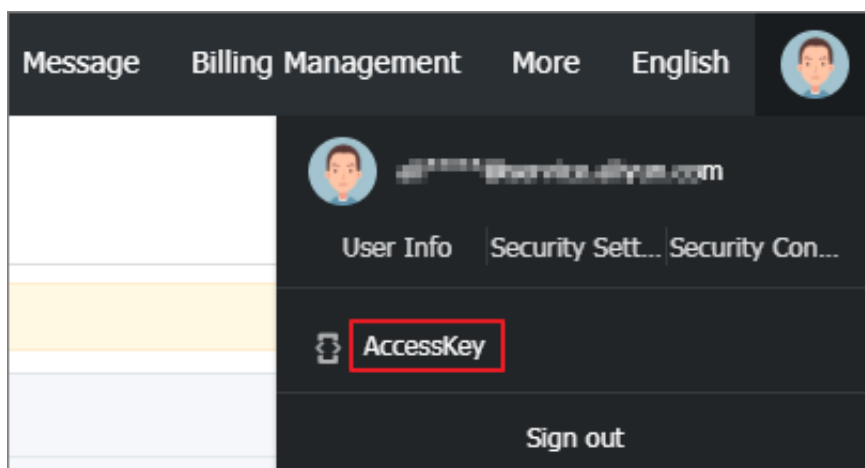 Message Billing Management More English
User Info Security Sett... Security Con...
AccessKey
Sign out